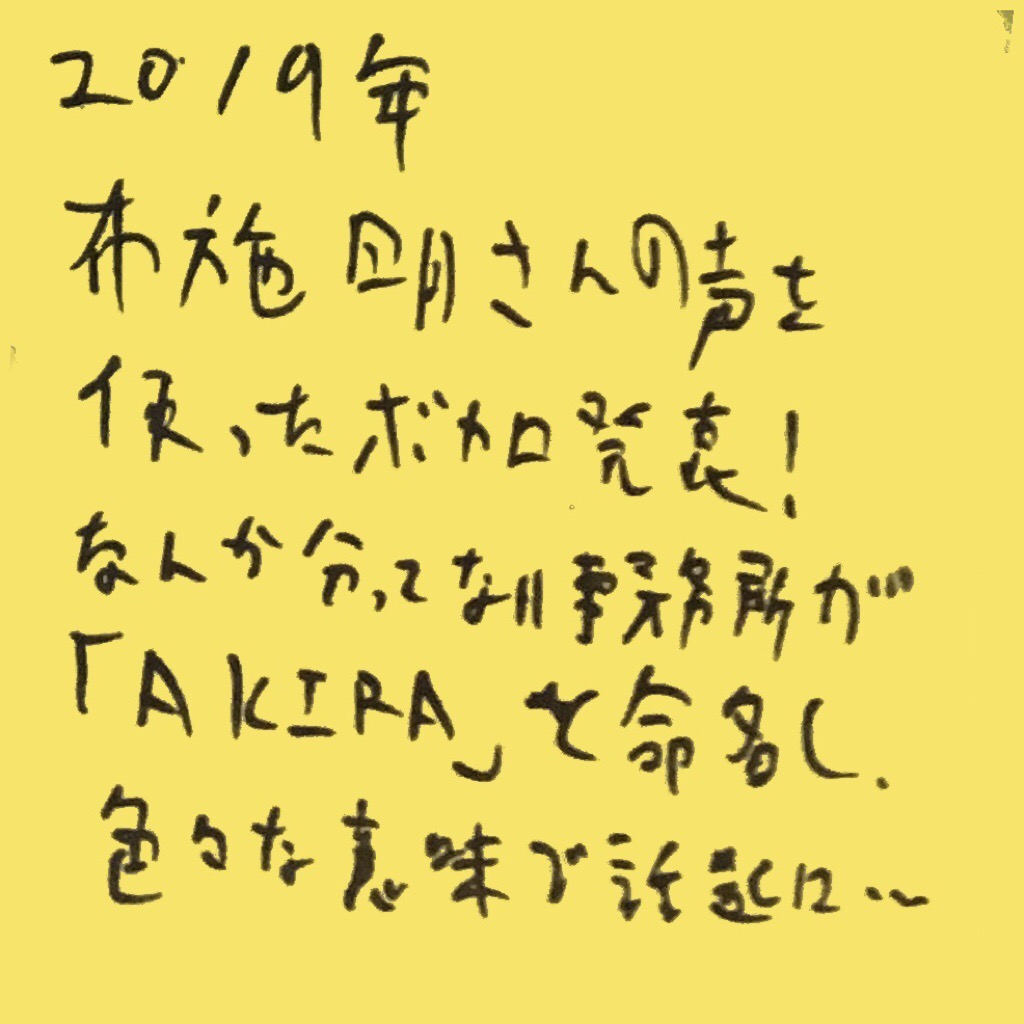 2019年
布施明さんの声を
使ったボカロ発表!
なんか分ってない事務所が
「AKIRA」と命名し、
色々な意味で話題に…